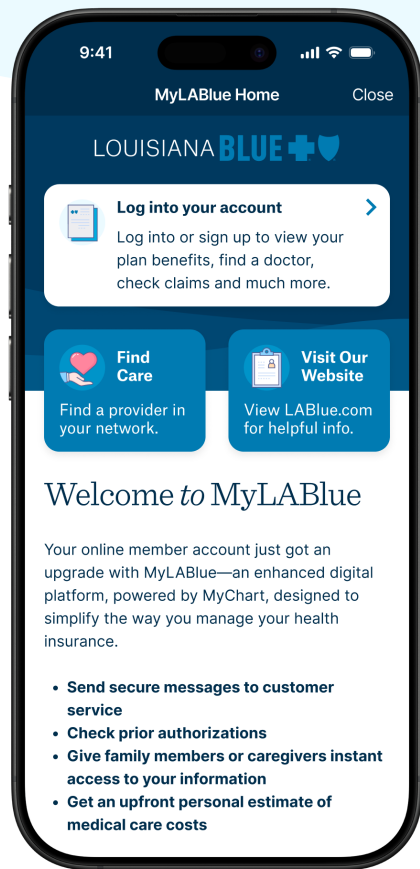 9:41
MyLABlue Home
Close
LOUISIANA BLUE
Log into your account
Log into or sign up to view your
plan benefits, find a doctor,
check claims and much more.
Find
Care
Find a provider in
your network.
Visit Our
Website
View LABlue.com
for helpful info.
Welcome to MyLABlue
Your online member account just got an
upgrade with MyLABlue—an enhanced digital
platform, powered by MyChart, designed to
simplify the way you manage your health
insurance.
• Send secure messages to customer
service
• Check prior authorizations
• Give family members or caregivers instant
access to your information
• Get an upfront personal estimate of
medical care costs